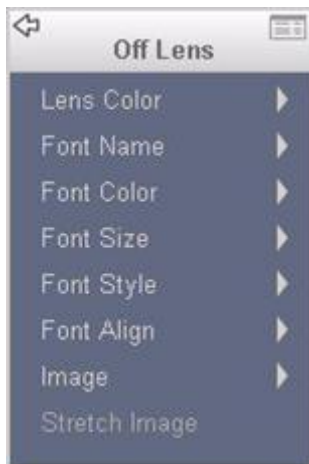 Off Lens
Lens Color
Font Name
Font Color
Font Size
Font Style
Font Align
Image
Stretch Image